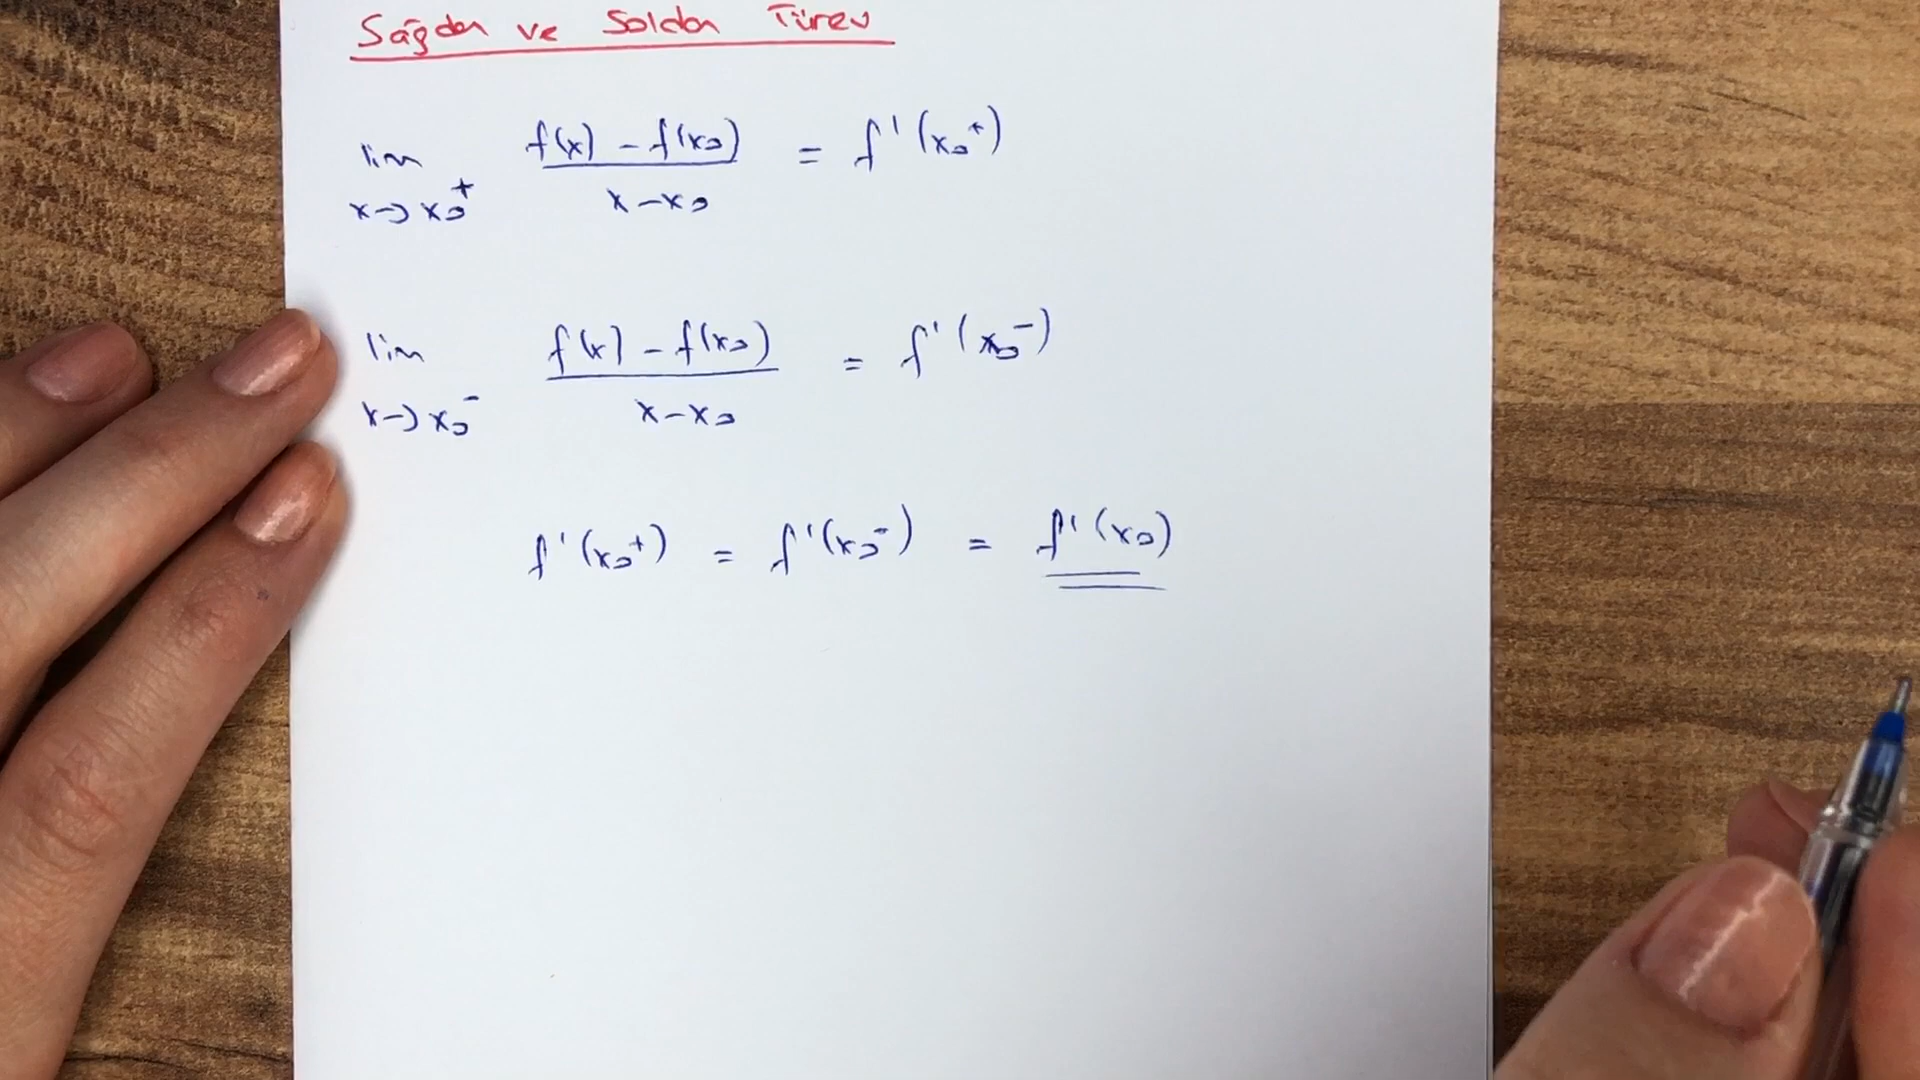 Sağdan ve Soldan Türev
lim x→x₀⁺ (f(x) - f(x₀))/(x - x₀) = f'(x₀⁺)
lim x→x₀⁻ (f(x) - f(x₀))/(x - x₀) = f'(x₀⁻)
f'(x₀⁺) = f'(x₀⁻) = f'(x₀)